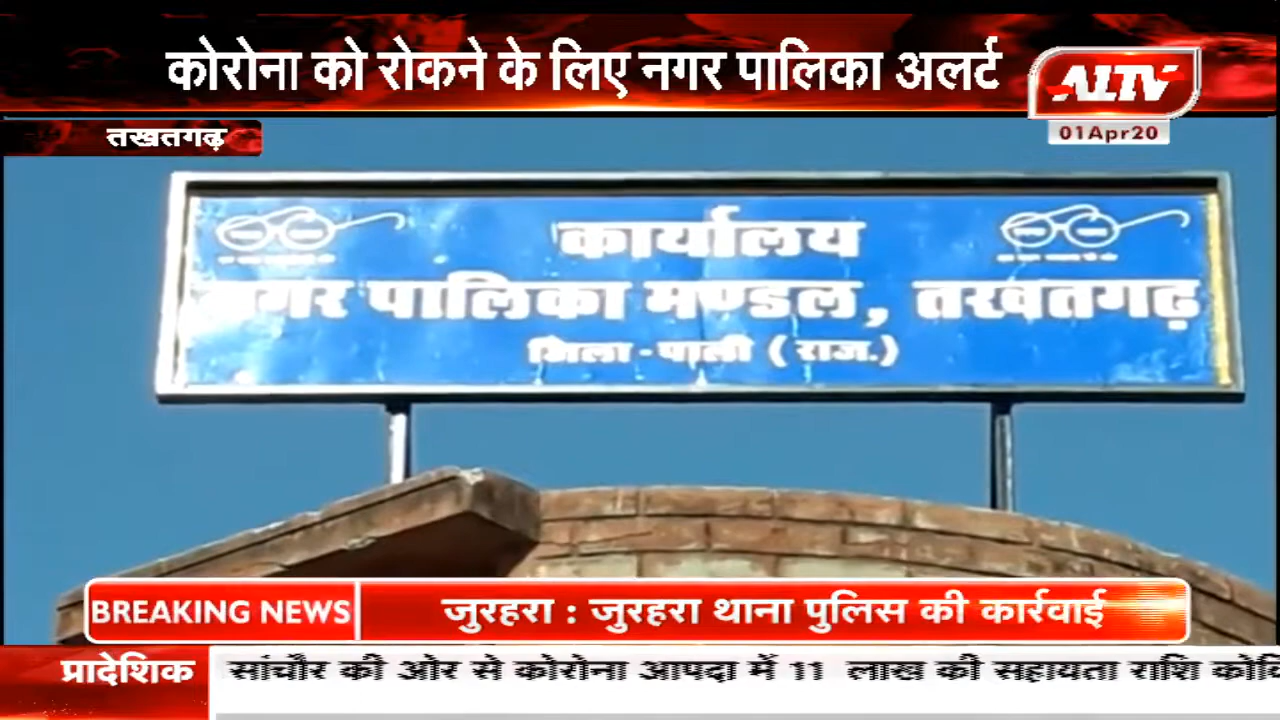 कोरोना को रोकने के लिए नगर पालिका अलर्ट
ALTV
01Apr20
तखतगढ़
कार्यालय
नगर पालिका मण्डल, तखतगढ़
जिला - पाली ( राज. )
BREAKING NEWS
जुरहरा : जुरहरा थाना पुलिस की कार्रवाई
प्रादेशिक
सांचौर की ओर से कोरोना आपदा में 11 लाख की सहायता राशि